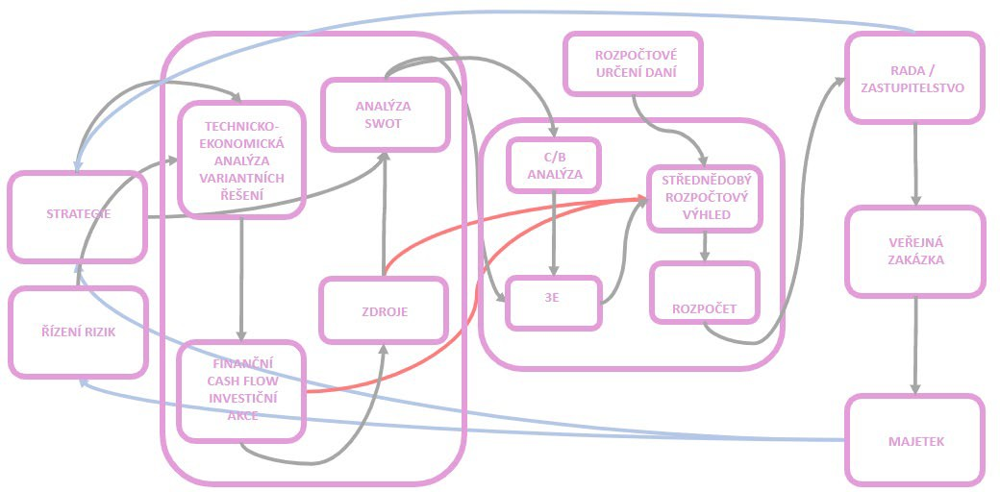 STRATEGIE
ŘÍZENÍ RIZIK
TECHNICKO-
EKONOMICKÁ
ANALÝZA
VARIANTNÍCH
ŘEŠENÍ
FINANČNÍ
CASH FLOW
INVESTIČNÍ
AKCE
ANALÝZA
SWOT
ZDROJE
C/B
ANALÝZA
3E
ROZPOČTOVÉ
URČENÍ DANÍ
STŘEDNĚDOBÝ
ROZPOČTOVÝ
VÝHLED
ROZPOČET
RADA /
ZASTUPITELSTVO
VEŘEJNÁ
ZAKÁZKA
MAJETEK